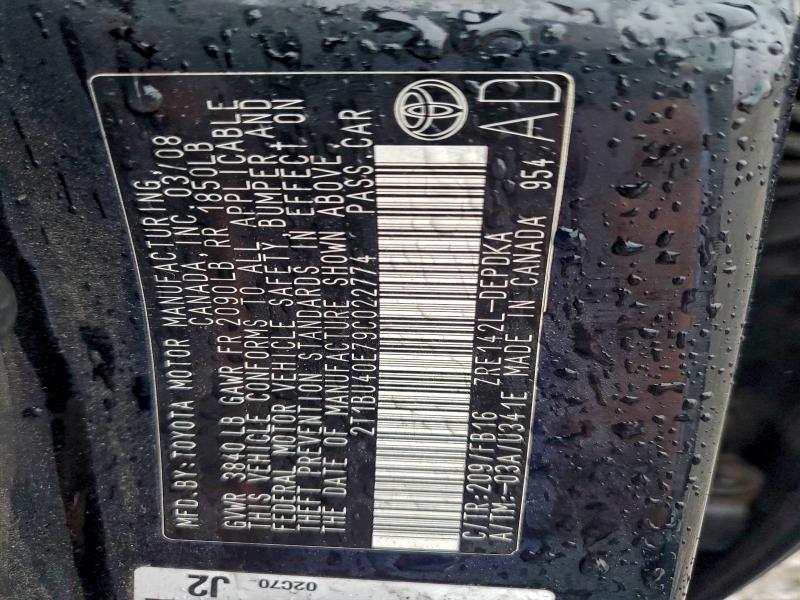 MFD.BY:TOYOTA MOTOR MANUFACTURING,
CANADA, INC. 03/08
GVWR 3840 LB GAWR FR 2090 LB, RR 1850LB
THIS VEHICLE CONFORMS TO ALL APPLICABLE
FEDERAL MOTOR VEHICLE SAFETY BUMPER,AND
THEFT PREVENTION STANDARDS IN EFFECT ON
THE DATE OF MANUFACTURE SHOWN ABOVE.
2T1BU40E79C022774 PASS.CAR
C/TR:209/FB16 ZRE142L-DEPDKA
A/TM:-03A/U341E MADE IN CANADA 954
AD
02C70
J2